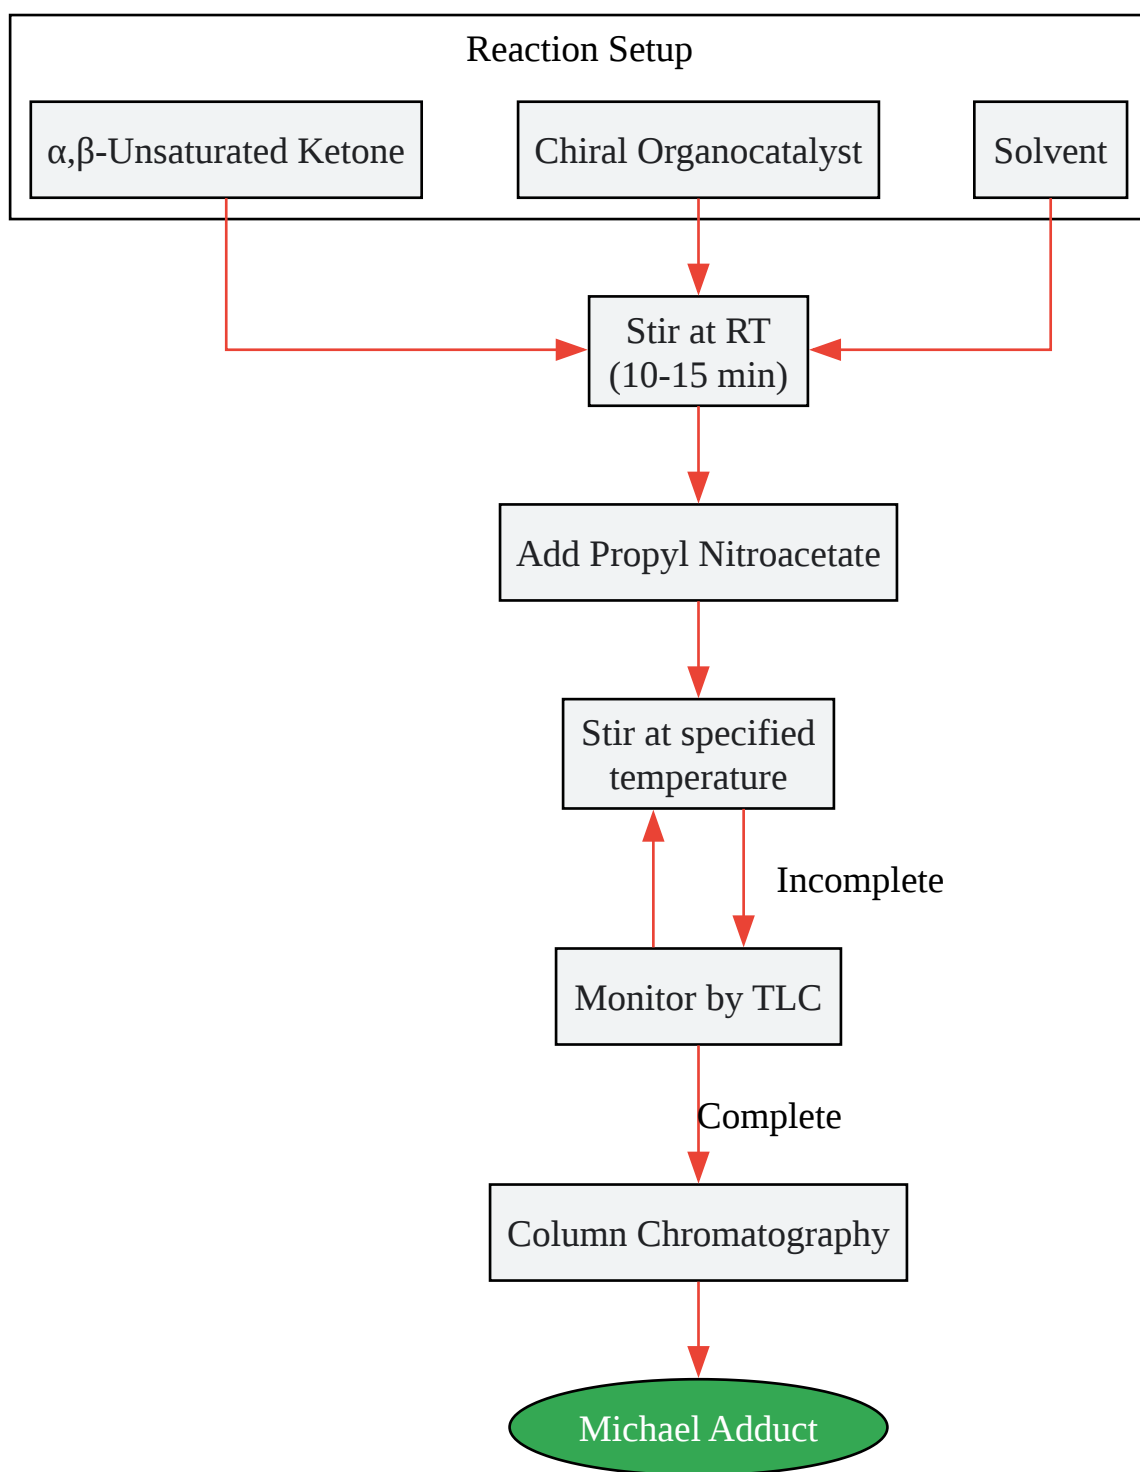 Reaction Setup
α,β-Unsaturated Ketone
Chiral Organocatalyst
Solvent
Stir at RT
(10-15 min)
Add Propyl Nitroacetate
Stir at specified
temperature
Incomplete
Monitor by TLC
Complete
Column Chromatography
Michael Adduct